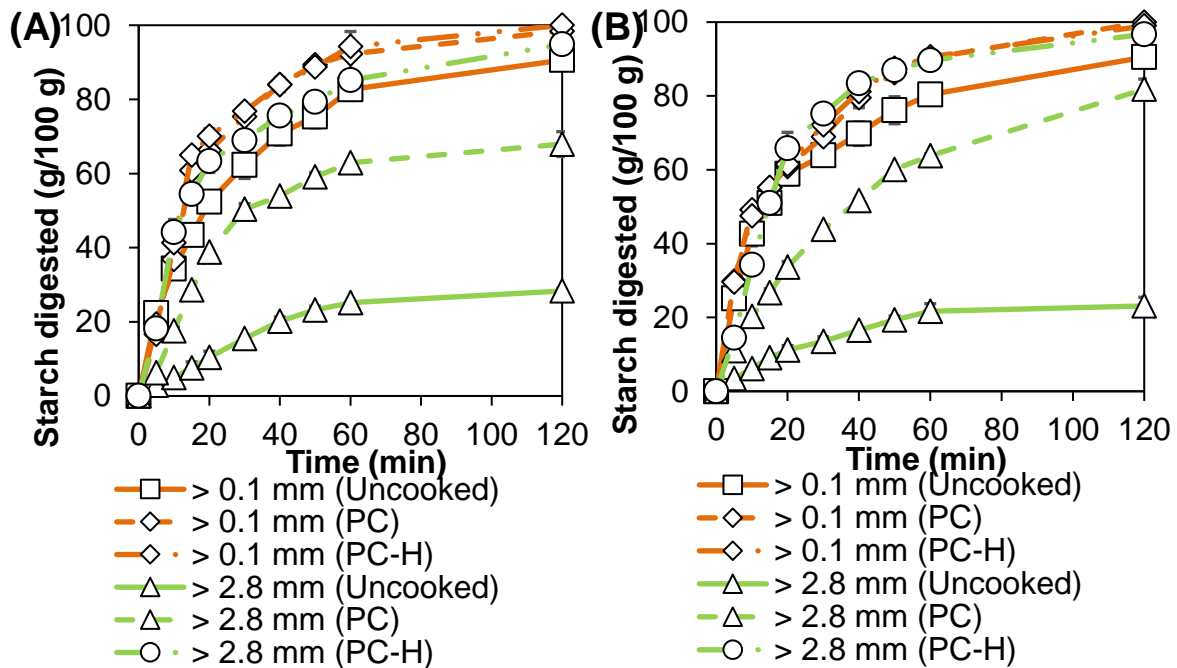 (A)
Starch digested (g/100 g)
100
80
60
40
20
0
0 20 40 60 80 100 120
Time (min)
> 0.1 mm (Uncooked)
> 0.1 mm (PC)
> 0.1 mm (PC-H)
> 2.8 mm (Uncooked)
> 2.8 mm (PC)
> 2.8 mm (PC-H)
(B)
Starch digested (g/100 g)
100
80
60
40
20
0
0 20 40 60 80 100 120
Time (min)
> 0.1 mm (Uncooked)
> 0.1 mm (PC)
> 0.1 mm (PC-H)
> 2.8 mm (Uncooked)
> 2.8 mm (PC)
> 2.8 mm (PC-H)